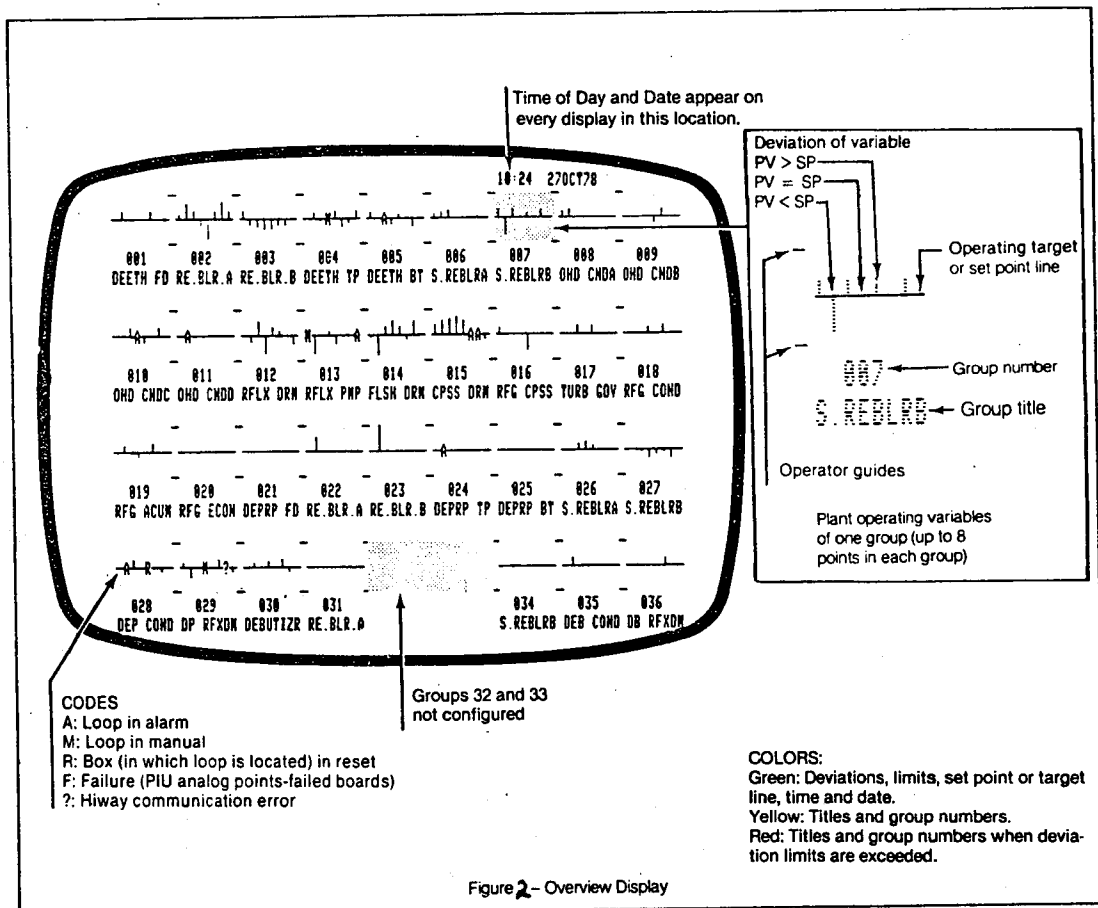 Time of Day and Date appear on
every display in this location.
10:24 27OCT78
001 002 003 004 005 006 007 008 009
DEETH FD RE.BLR.A RE.BLR.B DEETH TP DEETH BT S.REBLRA S.REBLRB OHD CNDA OHD CNDB
M A
010 011 012 013 014 015 016 017 018
OHD CNDC OHD CNDD RFLX DRM RFLX PMP FLSH DRM CPSS DRM RFG CPSS TURB GOV RFG COND
A A M A AA
019 020 021 022 023 024 025 026 027
RFG ACUM RFG ECON DEPRP FD RE.BLR.A RE.BLR.B DEPRP TP DEPRP BT S.REBLRA S.REBLRB
A
028 029 030 031 034 035 036
DEP COND DP RFXDM DEBUTIZR RE.BLR.A S.REBLRB DEB COND DB RFXDM
A R M ?
Deviation of variable
PV > SP
PV = SP
PV < SP
Operating target
or set point line
007
Group number
S.REBLRB
Group title
Operator guides
Plant operating variables
of one group (up to 8
points in each group)
CODES
A: Loop in alarm
M: Loop in manual
R: Box (in which loop is located) in reset
F: Failure (PIU analog points-failed boards)
?: Hiway communication error
Groups 32 and 33
not configured
COLORS:
Green: Deviations, limits, set point or target
line, time and date.
Yellow: Titles and group numbers.
Red: Titles and group numbers when devia-
tion limits are exceeded.
Figure 2 – Overview Display